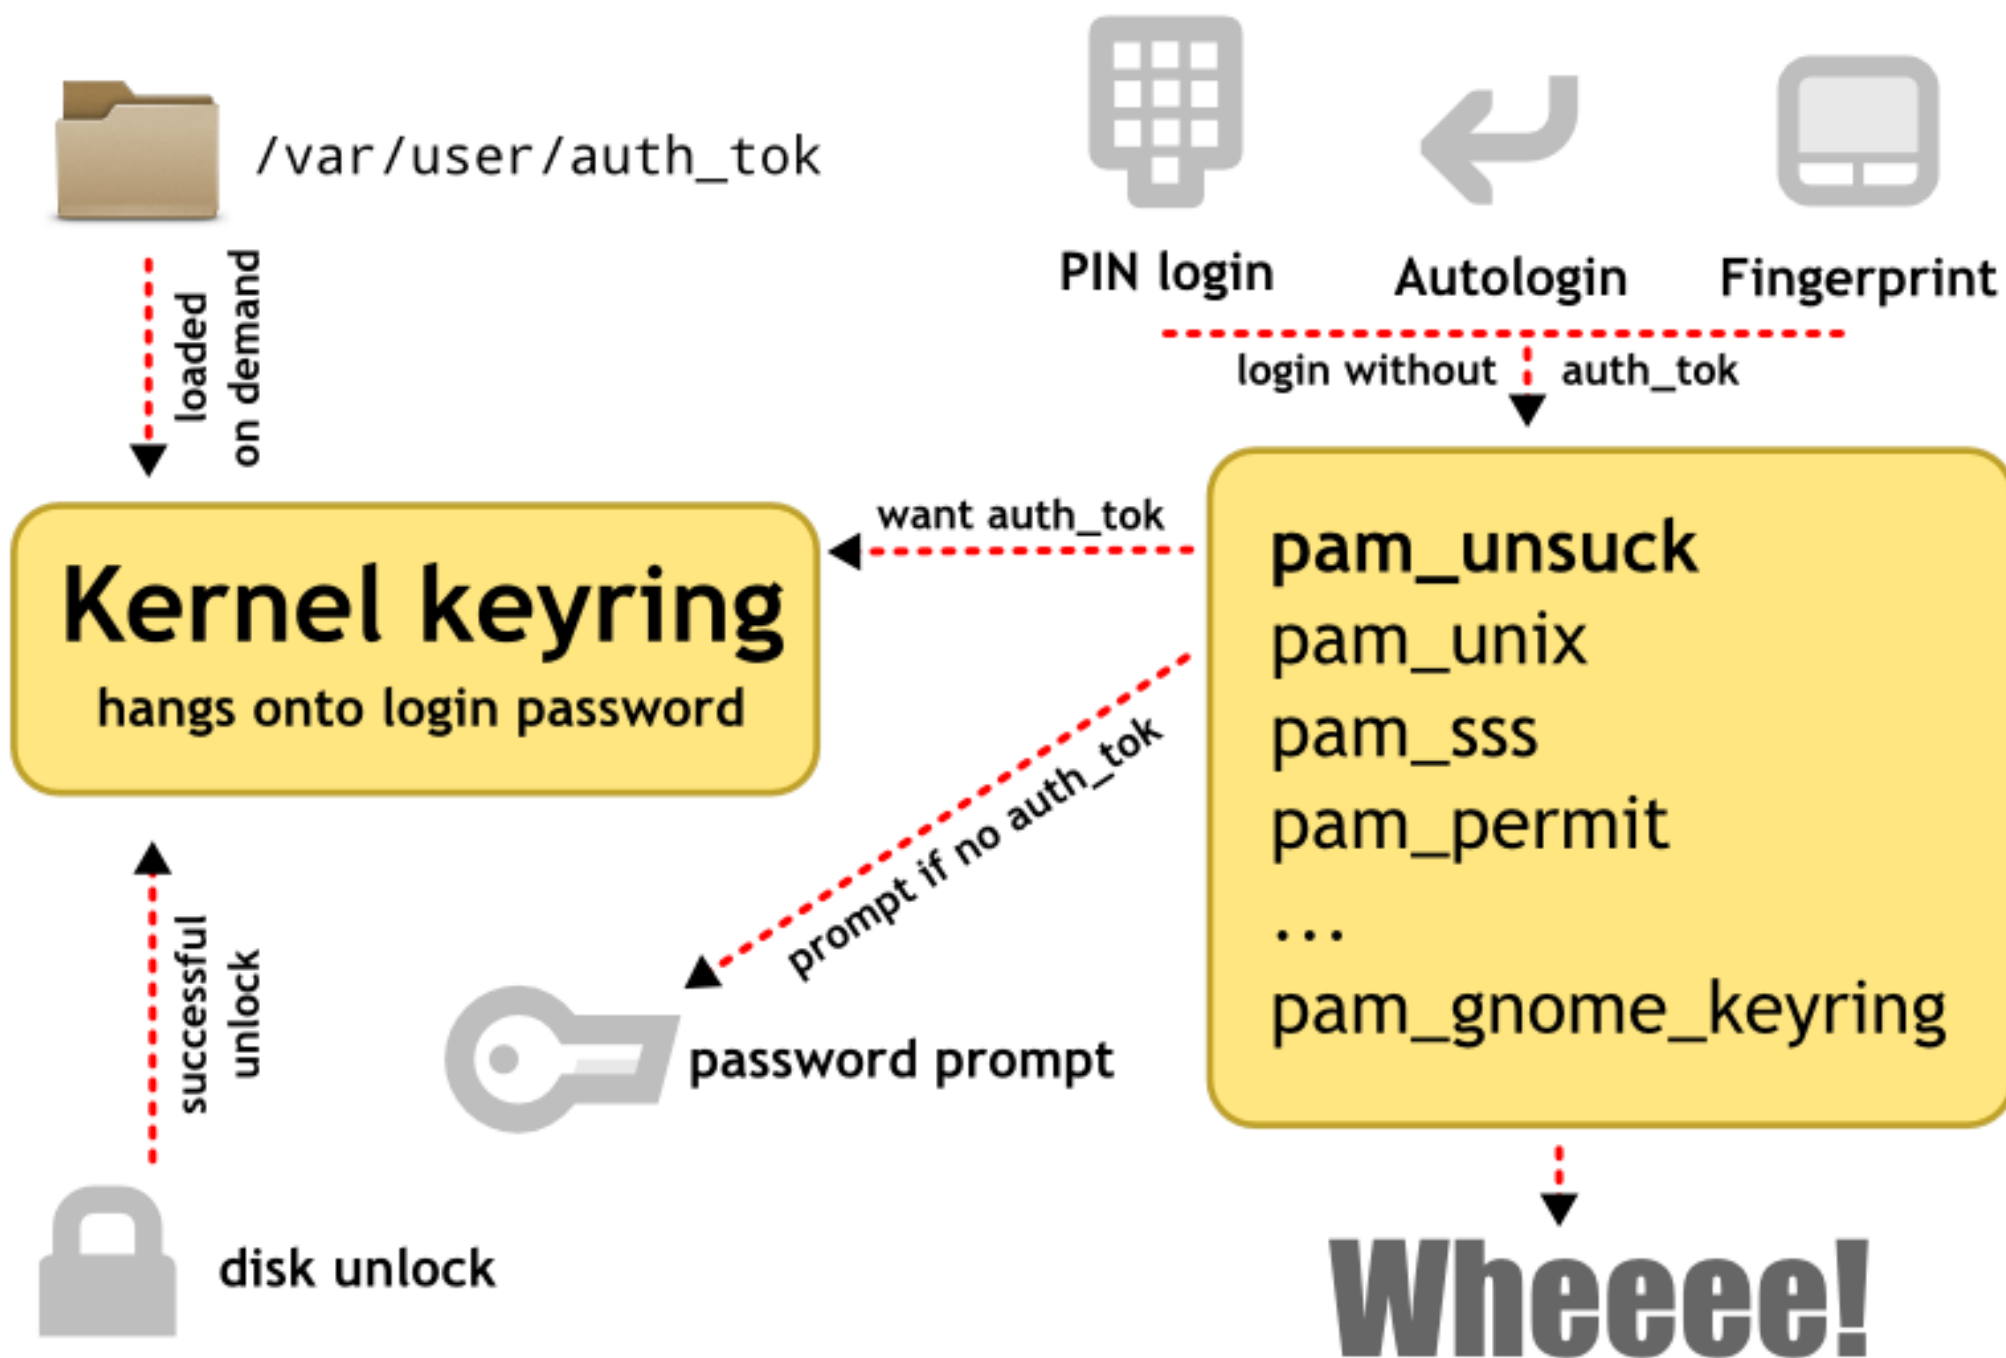 /var/user/auth_tok
PIN login
Autologin
Fingerprint
loaded
on demand
login without auth_tok
want auth_tok
Kernel keyring
hangs onto login password
pam_unsuck
pam_unix
pam_sss
pam_permit
...
pam_gnome_keyring
prompt if no auth_tok
successful
unlock
password prompt
disk unlock
Wheeee!